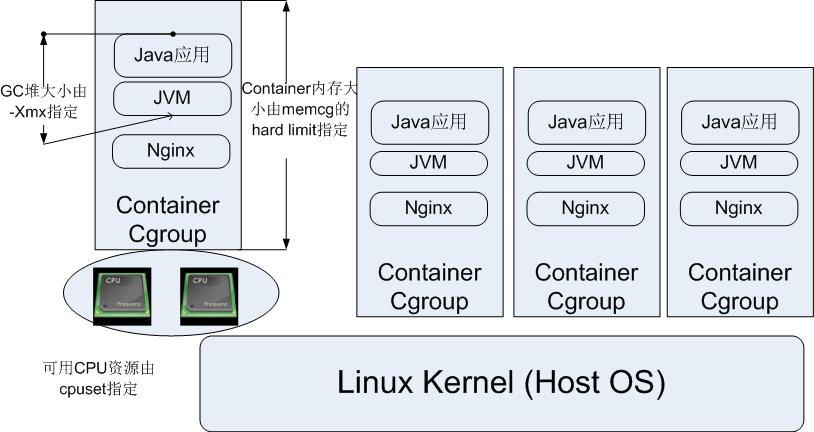 Java应用
JVM
Nginx
Container
Cgroup
GC堆大小由
-Xmx指定
Container内存大
小由memcg的
hard limit指定
CPU
Frequenz
CPU
Frequenz
可用CPU资源由
cpuset指定
Java应用
JVM
Nginx
Container
Cgroup
Java应用
JVM
Nginx
Container
Cgroup
Java应用
JVM
Nginx
Container
Cgroup
Linux Kernel (Host OS)